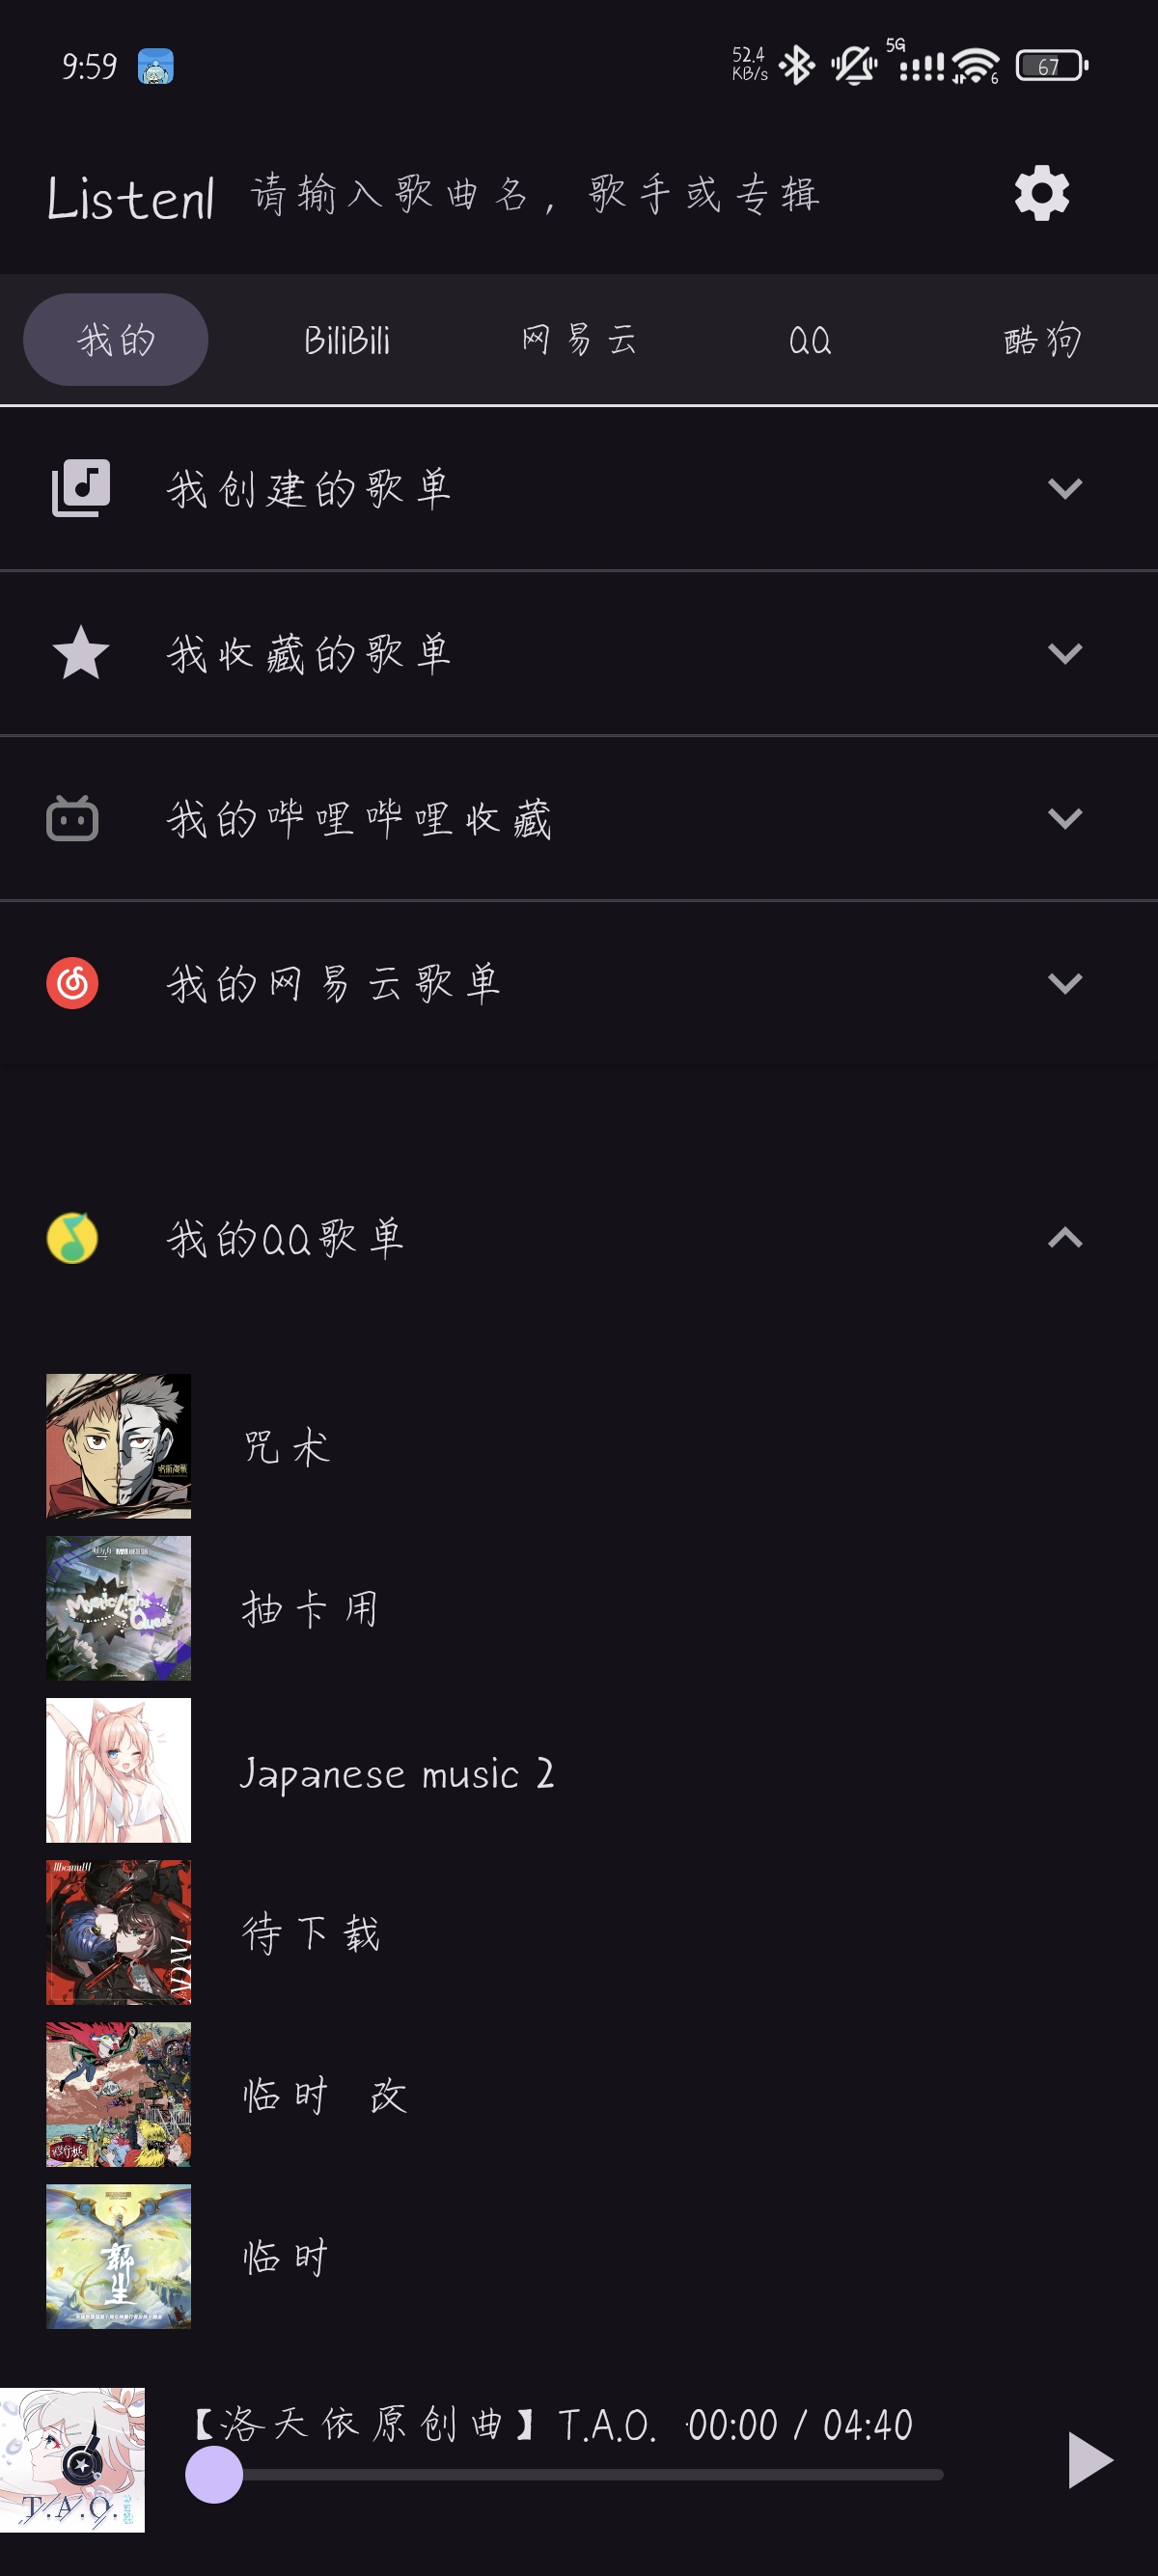 9:59 52.4 KB/s 5G 6 67
Listen1 请输入歌曲名，歌手或专辑
我的 BiliBili 网易云 QQ 酷狗
我创建的歌单
我收藏的歌单
我的哔哩哔哩收藏
我的网易云歌单
我的QQ歌单
咒术
抽卡用
Mystic Light Quest
Japanese music 2
待下载
临时 改
临时
【洛天依原创曲】T.A.O. 00:00 / 04:40
T.A.O.